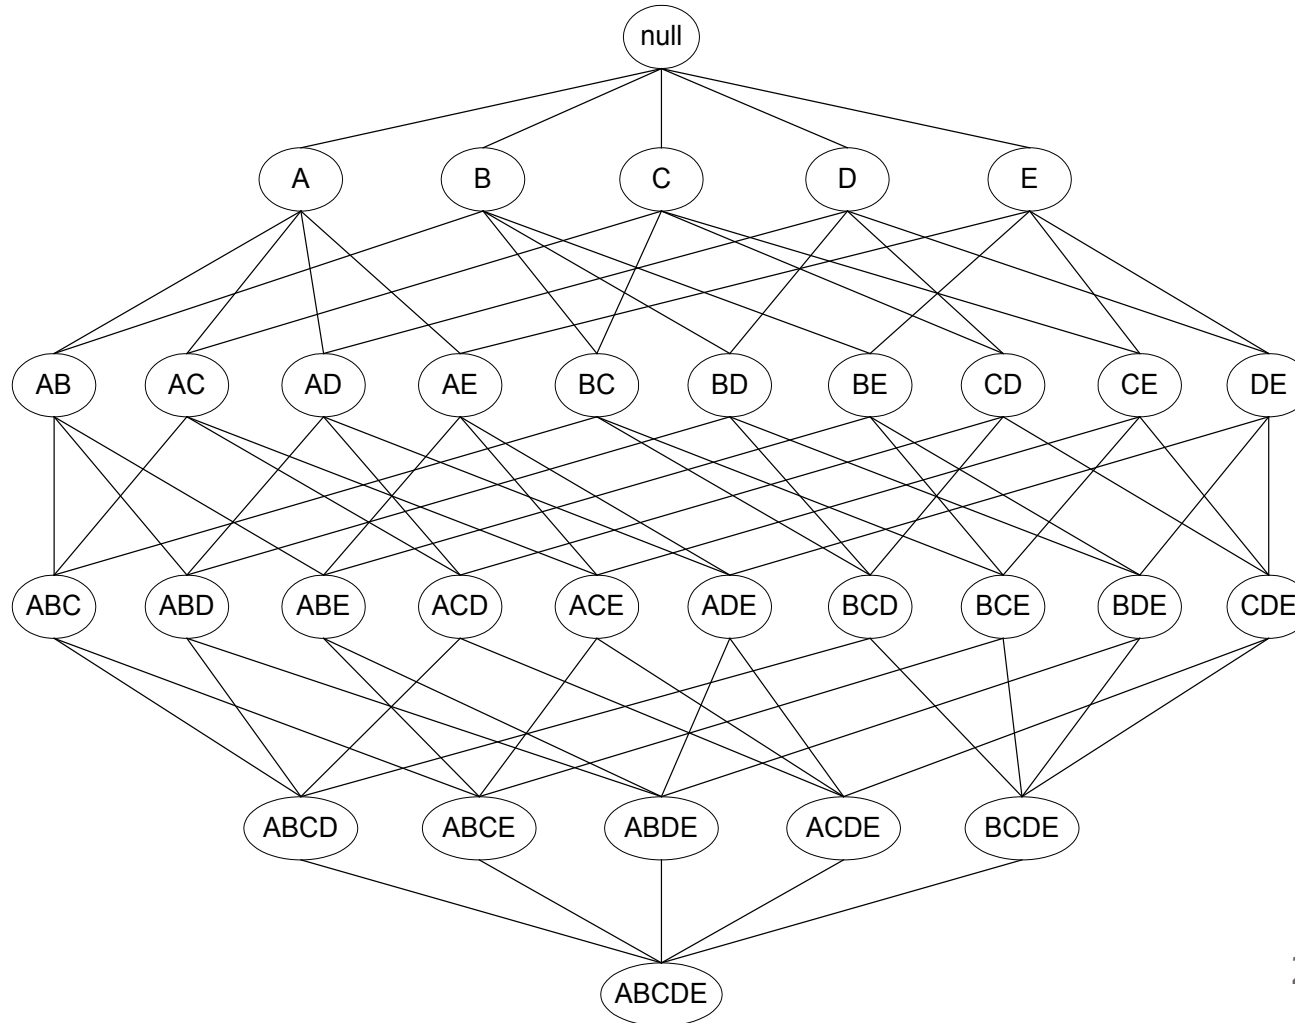 null
A B C D E
AB AC AD AE BC BD BE CD CE DE
ABC ABD ABE ACD ACE ADE BCD BCE BDE CDE
ABCD ABCE ABDE ACDE BCDE
ABCDE